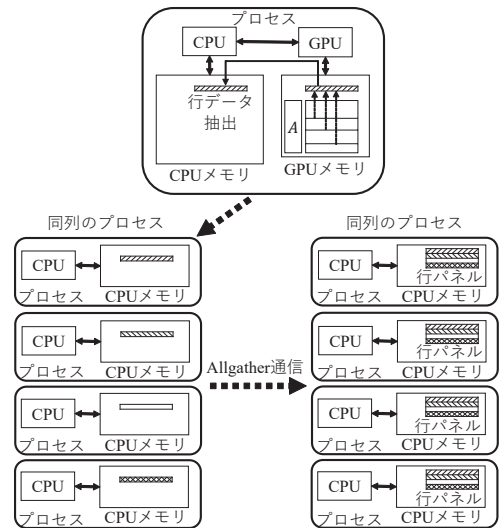 プロセス
CPU
GPU
行データ
抽出
A
CPUメモリ
GPUメモリ
同列のプロセス
CPU
プロセス
CPUメモリ
CPU
プロセス
CPUメモリ
CPU
プロセス
CPUメモリ
CPU
プロセス
CPUメモリ
Allgather通信
同列のプロセス
CPU
行パネル
プロセス
CPUメモリ
CPU
行パネル
プロセス
CPUメモリ
CPU
行パネル
プロセス
CPUメモリ
CPU
行パネル
プロセス
CPUメモリ